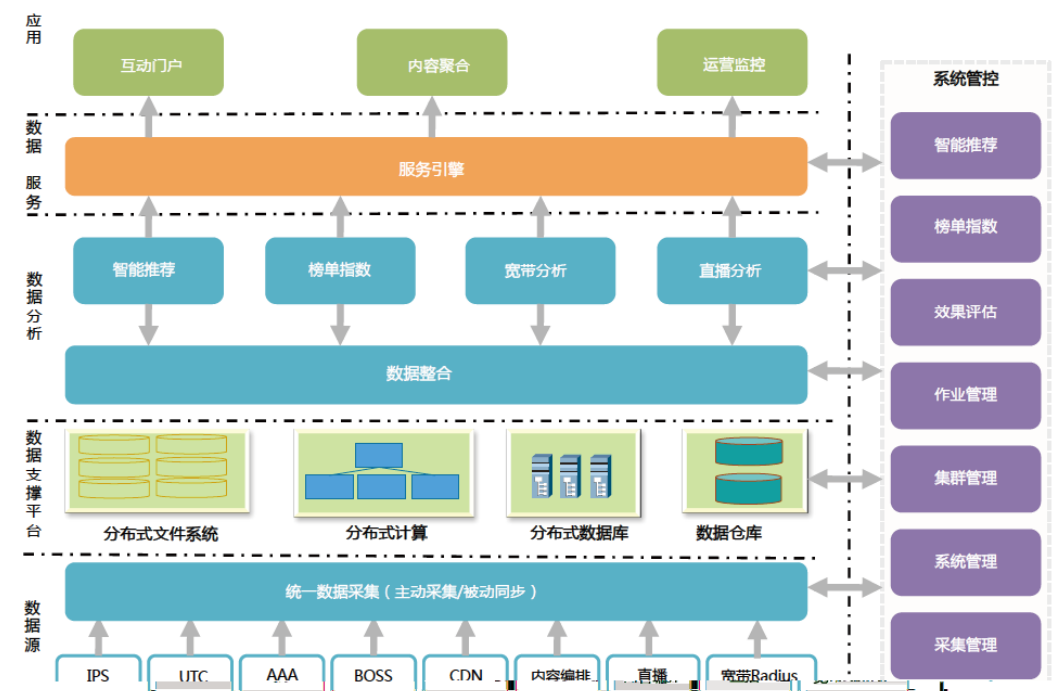 应用
互动门户
内容聚合
运营监控
系统管控
数据 服务
服务引擎
智能推荐
榜单指数
数据分析
智能推荐
榜单指数
宽带分析
直播分析
效果评估
数据整合
作业管理
数据支撑平台
分布式文件系统
分布式计算
分布式数据库
数据仓库
集群管理
系统管理
数据源
统一数据采集（主动采集/被动同步）
采集管理
IPS
UTC
AAA
BOSS
CDN
内容编排
直播
宽带Radius